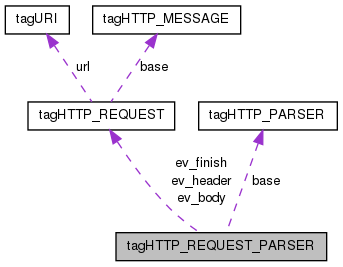 tagURI
tagHTTP_MESSAGE
url
base
tagHTTP_REQUEST
tagHTTP_PARSER
ev_finish
ev_header
ev_body
base
tagHTTP_REQUEST_PARSER